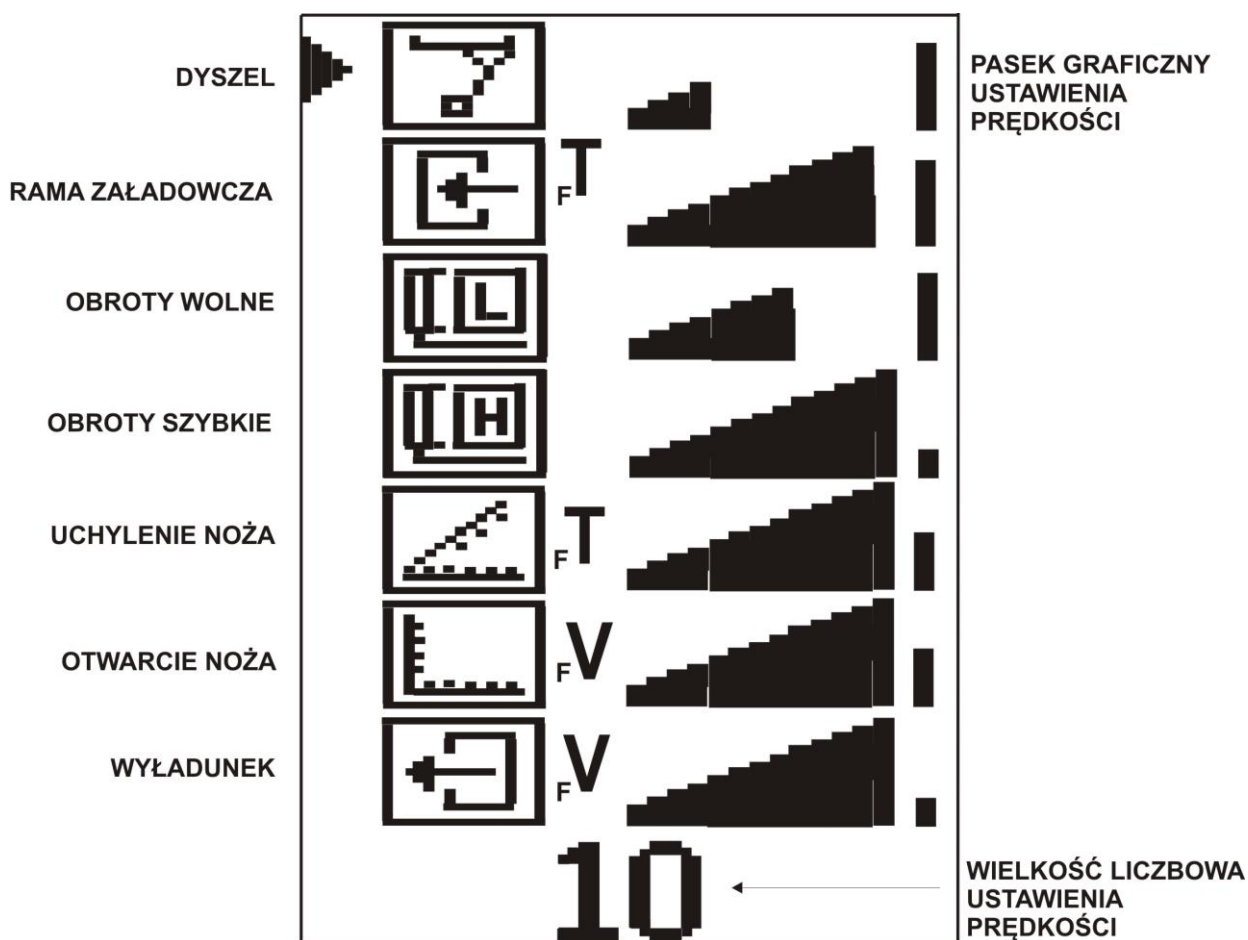 DYSZEL
PASEK GRAFICZNY
USTAWIENIA
PRĘDKOŚCI
RAMA ZAŁADOWCZA
FT
OBROTY WOLNE
L
OBROTY SZYBKIE
H
UCHYLENIE NOŻA
FT
OTWARCIE NOŻA
FV
WYŁADUNEK
FV
10
WIELKOŚĆ LICZBOWA
USTAWIENIA
PRĘDKOŚCI